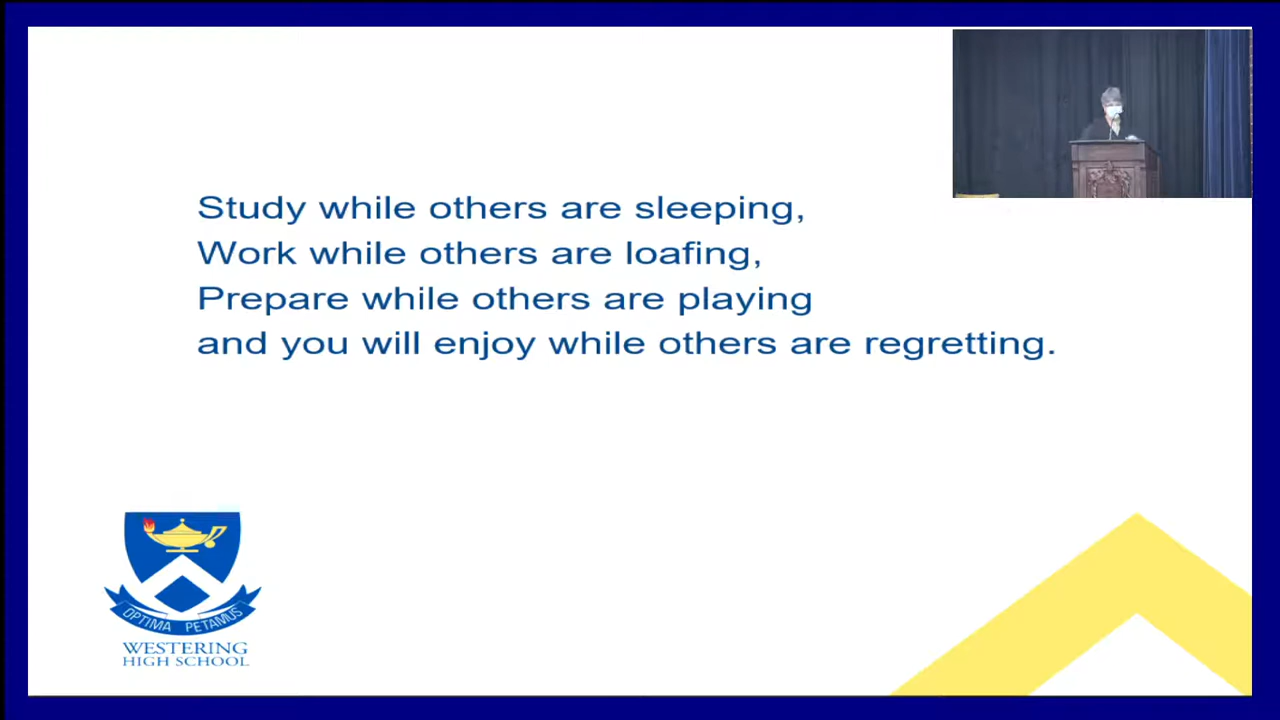 Study while others are sleeping,
Work while others are loafing,
Prepare while others are playing
and you will enjoy while others are regretting.
OPTIMA PETAMUS
WESTERING
HIGH SCHOOL